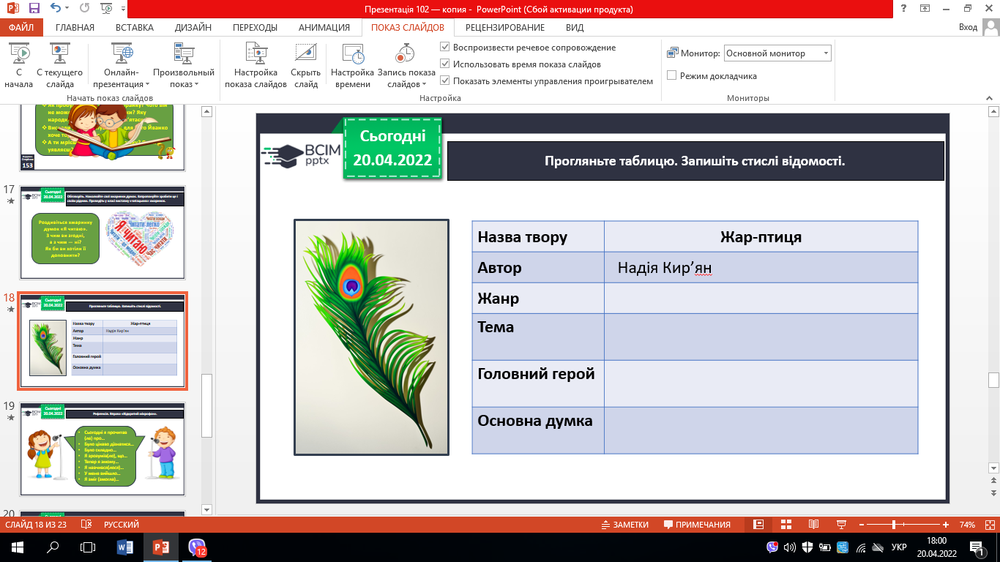 Презентація 102 — копия - PowerPoint (Сбой активации продукта)
ФАЙЛ ГЛАВНАЯ ВСТАВКА ДИЗАЙН ПЕРЕХОДЫ АНИМАЦИЯ ПОКАЗ СЛАЙДОВ РЕЦЕНЗИРОВАНИЕ ВИД Вход
С начала
С текущего слайда
Онлайн-презентация
Произвольный показ
Начать показ слайдов
Настройка показа слайдов
Скрыть слайд
Настройка времени
Запись показа слайдов
Воспроизвести речевое сопровождение
Использовать время показа слайдов
Показать элементы управления проигрывателем
Настройка
Монитор: Основной монитор
Режим докладчика
Мониторы
153
17
Сьогодні
20.04.2022
Роздивіться хмаринку
думок «Я читаю».
З чим ви згодні,
а з чим — ні?
Як би ви хотіли її
доповнити?
Я читаю
18
Сьогодні
20.04.2022
Прогляньте таблицю. Запишіть стислі відомості.
Назва твору Жар-птиця
Автор Надія Кир’ян
Жанр
Тема
Головний герой
Основна думка
19
Сьогодні
20.04.2022
Рефлексія. Вправа «Відкритий мікрофон».
Сьогодні я прочитав
(ла) про...
Було цікаво дізнатися...
Було складно...
Я зрозумів(ла), що...
Тепер я зможу...
Я навчився(лася)...
У мене вийшло...
Я зміг (змогла)...
20
ВСІМ
pptx
Сьогодні
20.04.2022
Прогляньте таблицю. Запишіть стислі відомості.
Назва твору Жар-птиця
Автор Надія Кир’ян
Жанр
Тема
Головний герой
Основна думка
СЛАЙД 18 ИЗ 23 РУССКИЙ ЗАМЕТКИ ПРИМЕЧАНИЯ 74%
12
УКР
18:00
20.04.2022
1